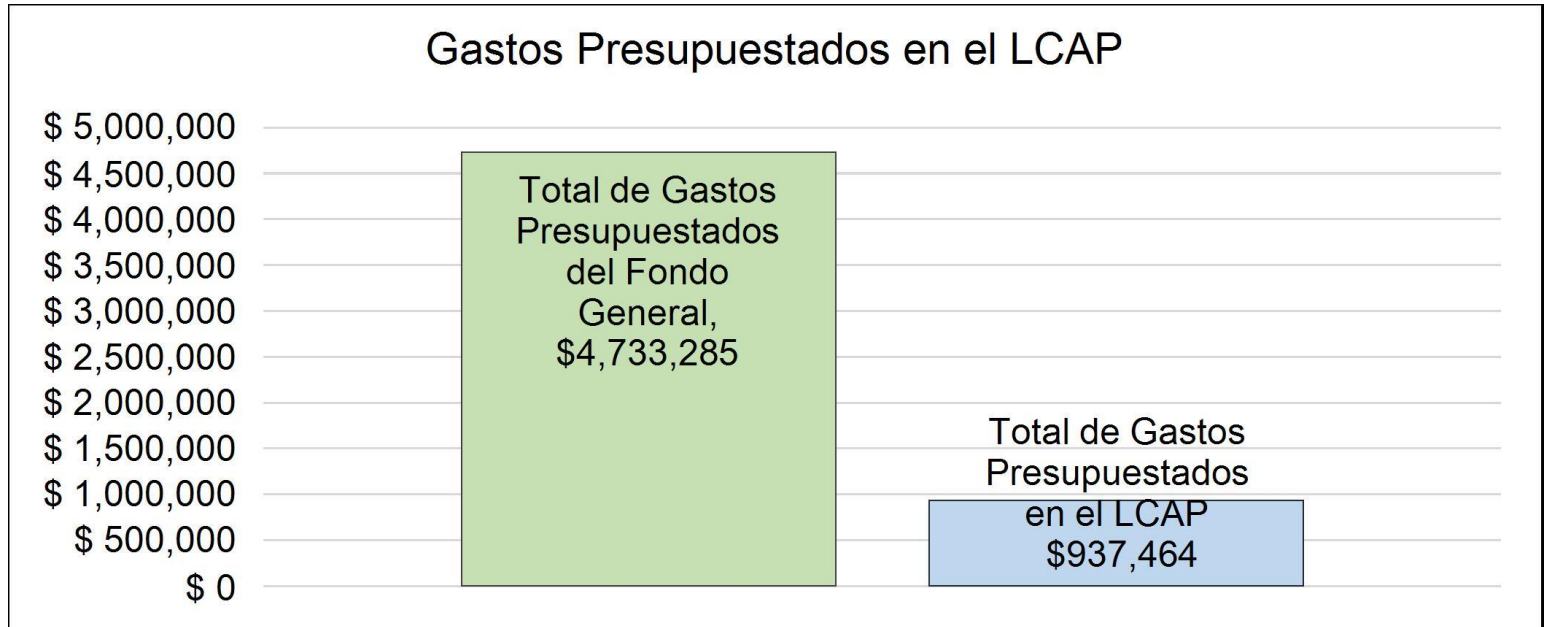 Gastos Presupuestados en el LCAP
$ 5,000,000
$ 4,500,000
$ 4,000,000
$ 3,500,000
$ 3,000,000
$ 2,500,000
$ 2,000,000
$ 1,500,000
$ 1,000,000
$ 500,000
$ 0
Total de Gastos
Presupuestados
del Fondo
General,
$4,733,285
Total de Gastos
Presupuestados
en el LCAP
$937,464